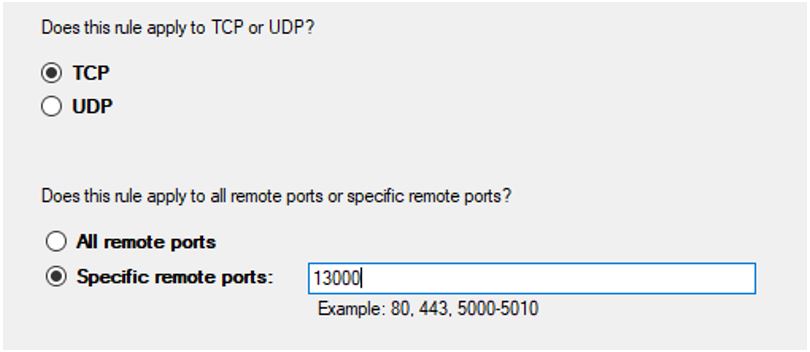 Does this rule apply to TCP or UDP?
TCP
UDP
Does this rule apply to all remote ports or specific remote ports?
All remote ports
Specific remote ports: 13000
Example: 80, 443, 5000-5010